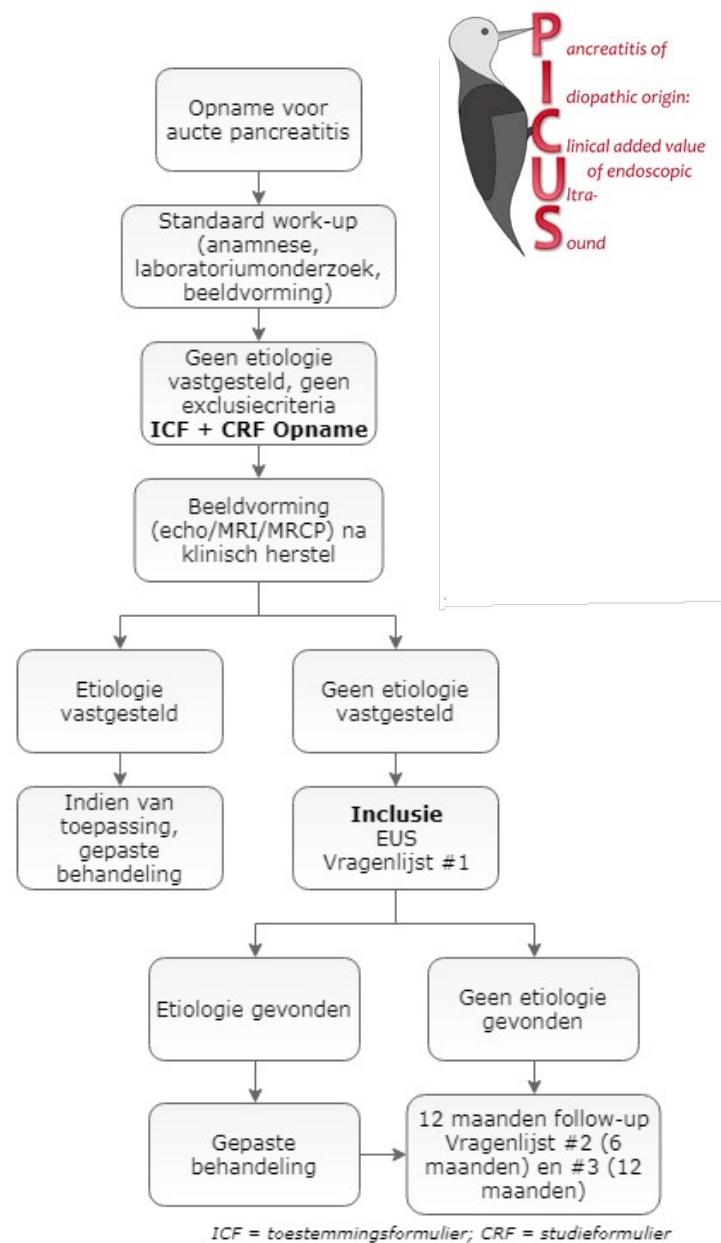 Pancreatitis of
Idiopathic origin:
Clinical added value
of endoscopic
Ultra-
Sound
Opname voor
aucte pancreatitis
Standaard work-up
(anamnese,
laboratoriumonderzoek,
beeldvorming)
Geen etiologie
vastgesteld, geen
exclusiecriteria
ICF + CRF Opname
Beeldvorming
(echo/MRI/MRCP) na
klinisch herstel
Etiologie
vastgesteld
Geen etiologie
vastgesteld
Indien van
toepassing,
gepaste
behandeling
Inclusie
EUS
Vragenlijst #1
Etiologie gevonden
Geen etiologie
gevonden
Gepaste
behandeling
12 maanden follow-up
Vragenlijst #2 (6
maanden) en #3 (12
maanden)
ICF = toestemmingsformulier; CRF = studieformulier